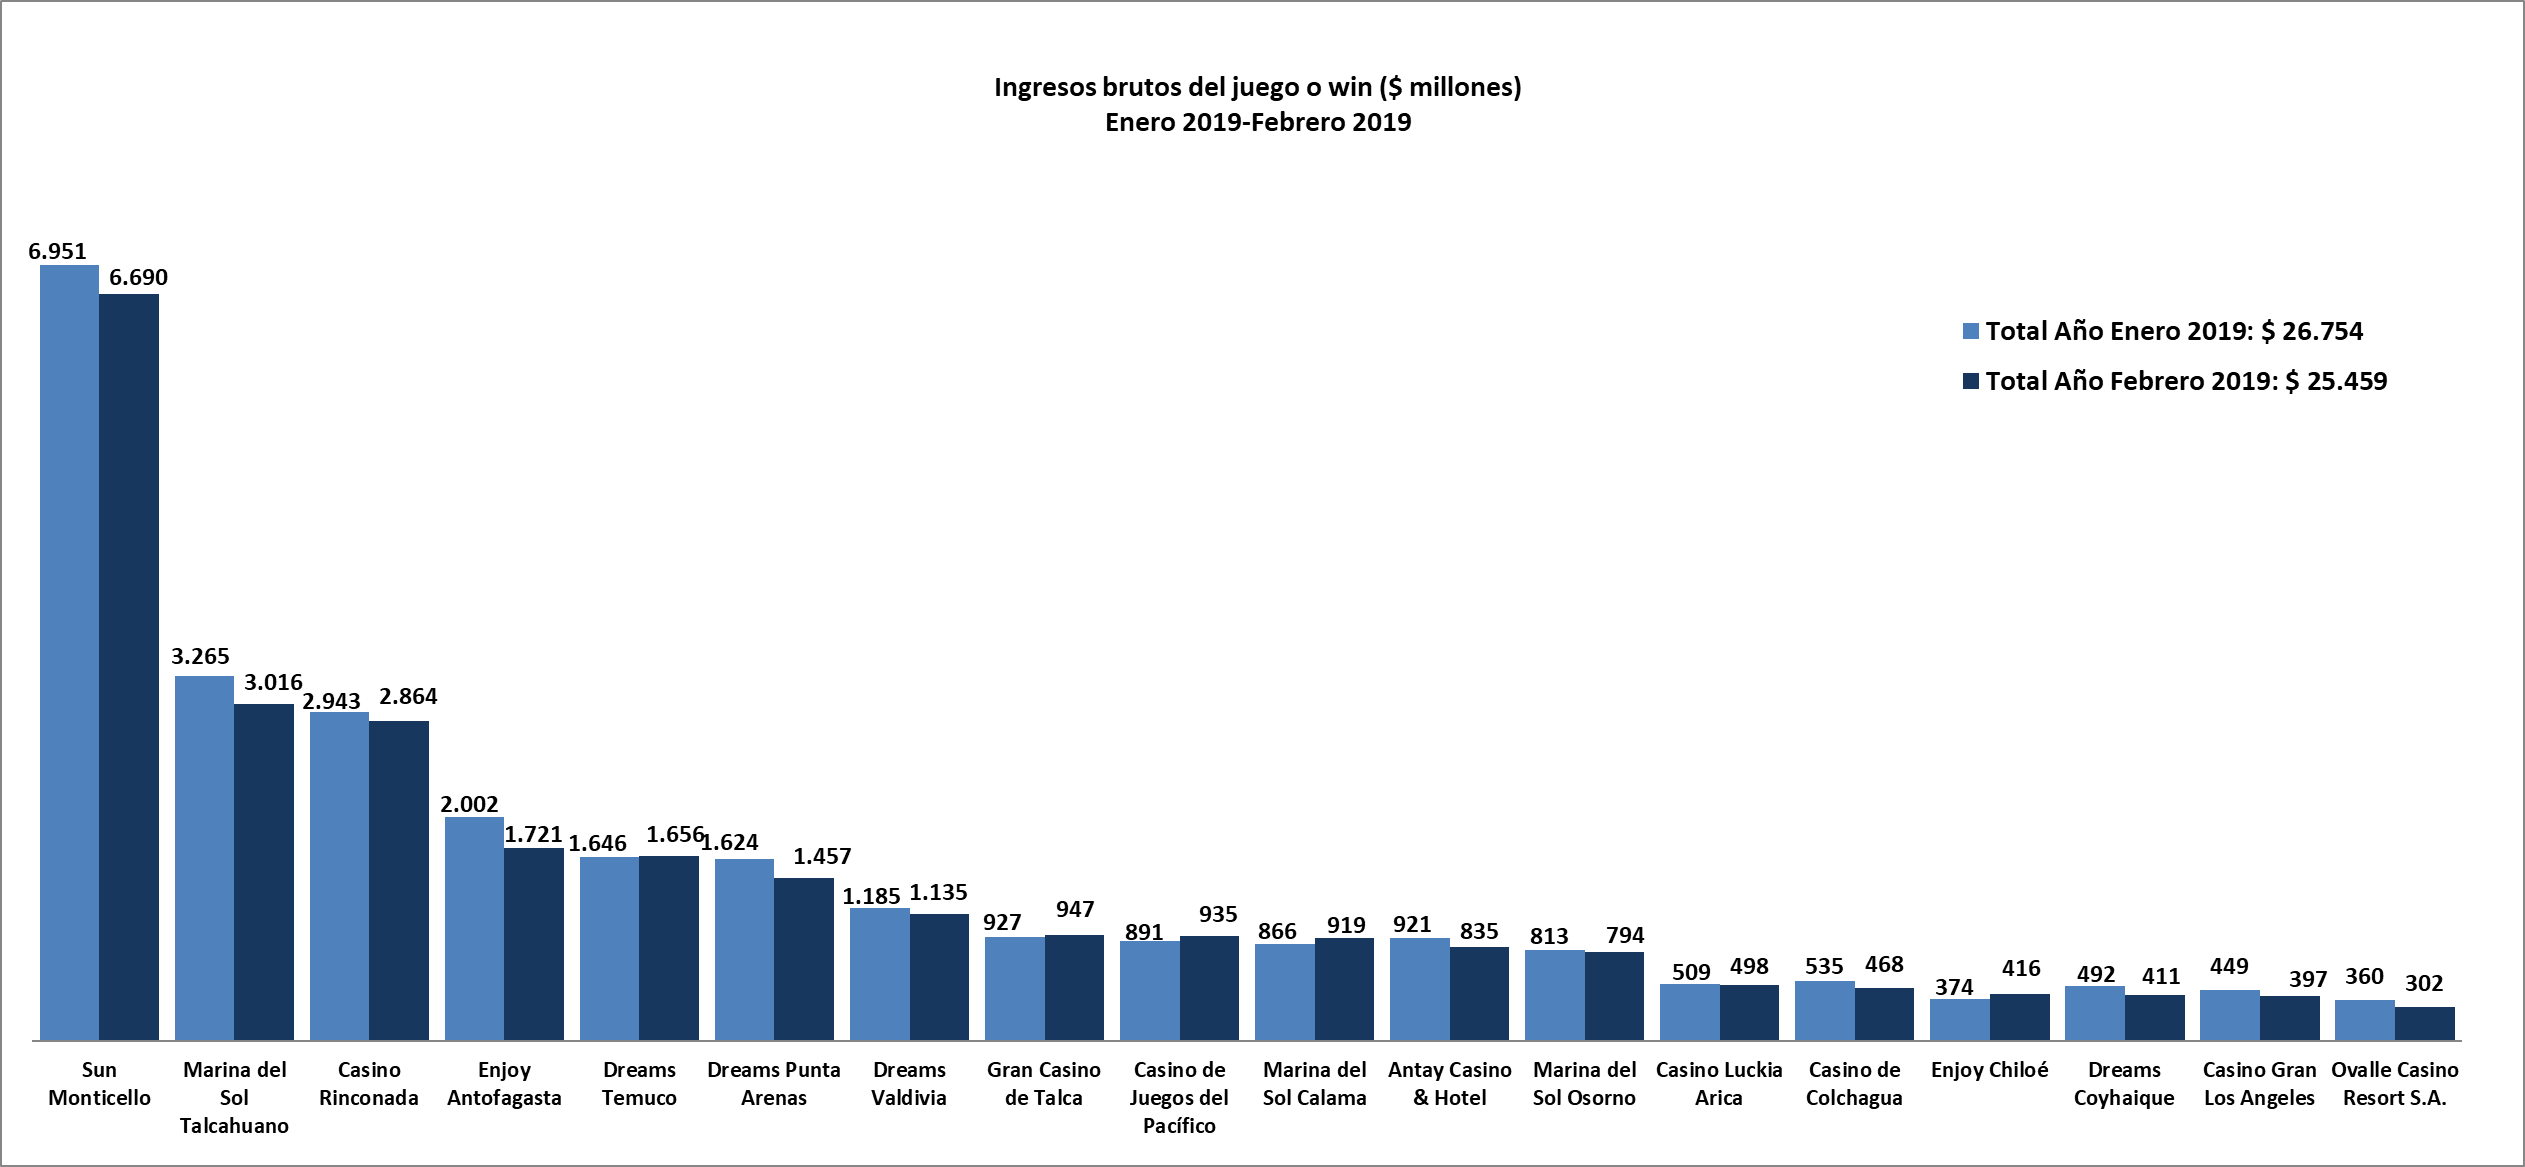 Ingresos brutos del juego o win ($ millones)
Enero 2019-Febrero 2019
Total Año Enero 2019: $ 26.754
Total Año Febrero 2019: $ 25.459
6.951
6.690
3.265
3.016
2.943
2.864
2.002
1.721
1.646
1.656
1.624
1.457
1.185
1.135
927
947
891
935
866
919
921
835
813
794
509
498
535
468
374
416
492
411
449
397
360
302
Sun
Monticello
Marina del
Sol
Talcahuano
Casino
Rinconada
Enjoy
Antofagasta
Dreams
Temuco
Dreams Punta
Arenas
Dreams
Valdivia
Gran Casino
de Talca
Casino de
Juegos del
Pacífico
Marina del
Sol Calama
Antay Casino
& Hotel
Marina del
Sol Osorno
Casino Luckia
Arica
Casino de
Colchagua
Enjoy Chiloé
Dreams
Coyhaique
Casino Gran
Los Angeles
Ovalle Casino
Resort S.A.